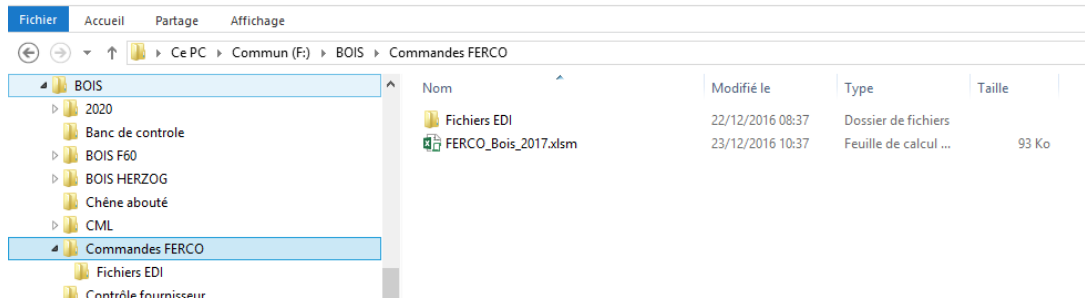 Fichier Accueil Partage Affichage
Ce PC Commun (F:) BOIS Commandes FERCO
BOIS
2020
Banc de controle
BOIS F60
BOIS HERZOG
Chêne abouté
CML
Commandes FERCO
Fichiers EDI
Contrôle fournisseur
Nom Modifié le Type Taille
Fichiers EDI 22/12/2016 08:37 Dossier de fichiers
FERCO_Bois_2017.xlsm 23/12/2016 10:37 Feuille de calcul ... 93 Ko